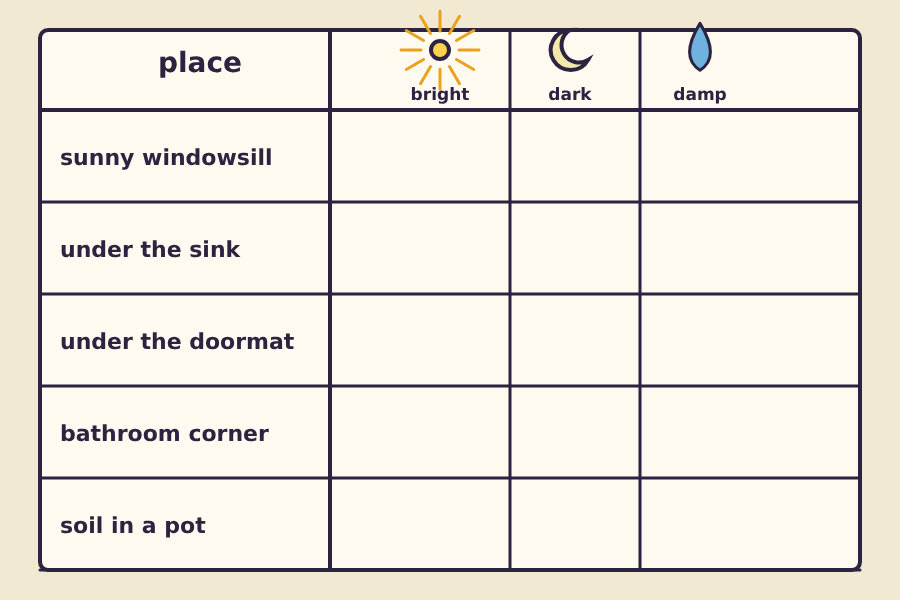 place
bright
dark
damp
sunny windowsill
under the sink
under the doormat
bathroom corner
soil in a pot